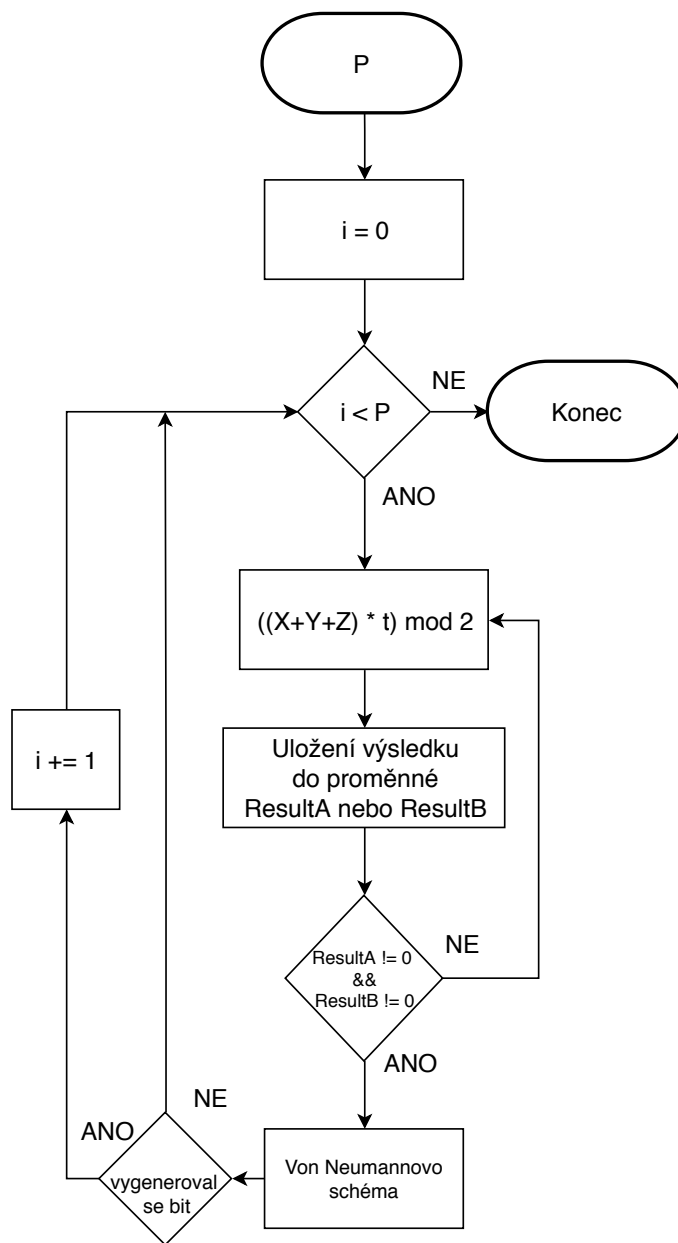 P
i = 0
i < P
NE
Konec
ANO
((X+Y+Z) * t) mod 2
i += 1
Uložení výsledku
do proměnné
ResultA nebo ResultB
ResultA != 0
&&
ResultB != 0
NE
ANO
NE
ANO
vygeneroval
se bit
Von Neumannovo
schéma